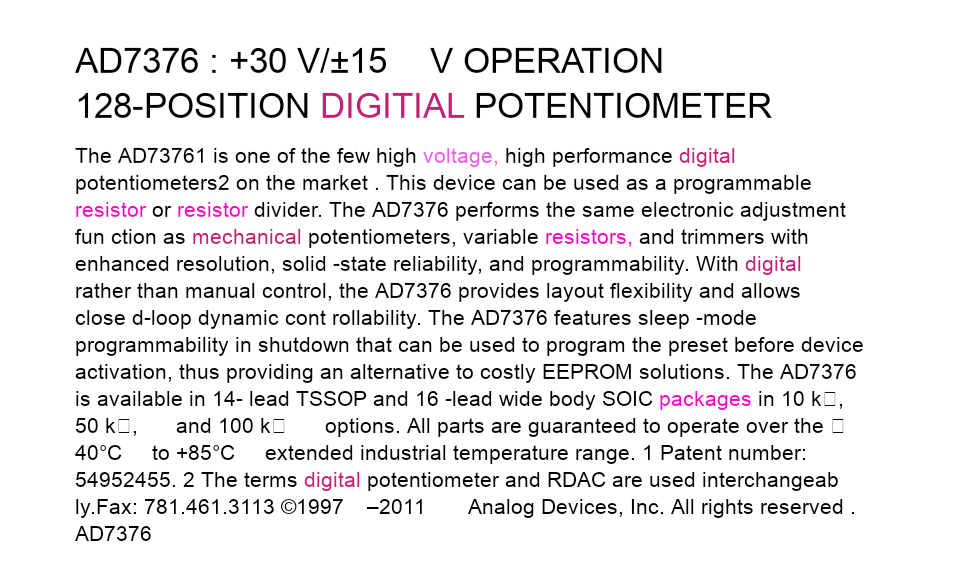 AD7376 : +30 V/±15 V OPERATION
128-POSITION DIGITIAL POTENTIOMETER
The AD73761 is one of the few high voltage, high performance digital
potentiometers2 on the market . This device can be used as a programmable
resistor or resistor divider. The AD7376 performs the same electronic adjustment
fun ction as mechanical potentiometers, variable resistors, and trimmers with
enhanced resolution, solid -state reliability, and programmability. With digital
rather than manual control, the AD7376 provides layout flexibility and allows
close d-loop dynamic cont rollability. The AD7376 features sleep -mode
programmability in shutdown that can be used to program the preset before device
activation, thus providing an alternative to costly EEPROM solutions. The AD7376
is available in 14- lead TSSOP and 16 -lead wide body SOIC packages in 10 k□,
50 k□, and 100 k□ options. All parts are guaranteed to operate over the □
40°C to +85°C extended industrial temperature range. 1 Patent number:
54952455. 2 The terms digital potentiometer and RDAC are used interchangeab
ly.Fax: 781.461.3113 ©1997 –2011 Analog Devices, Inc. All rights reserved .
AD7376